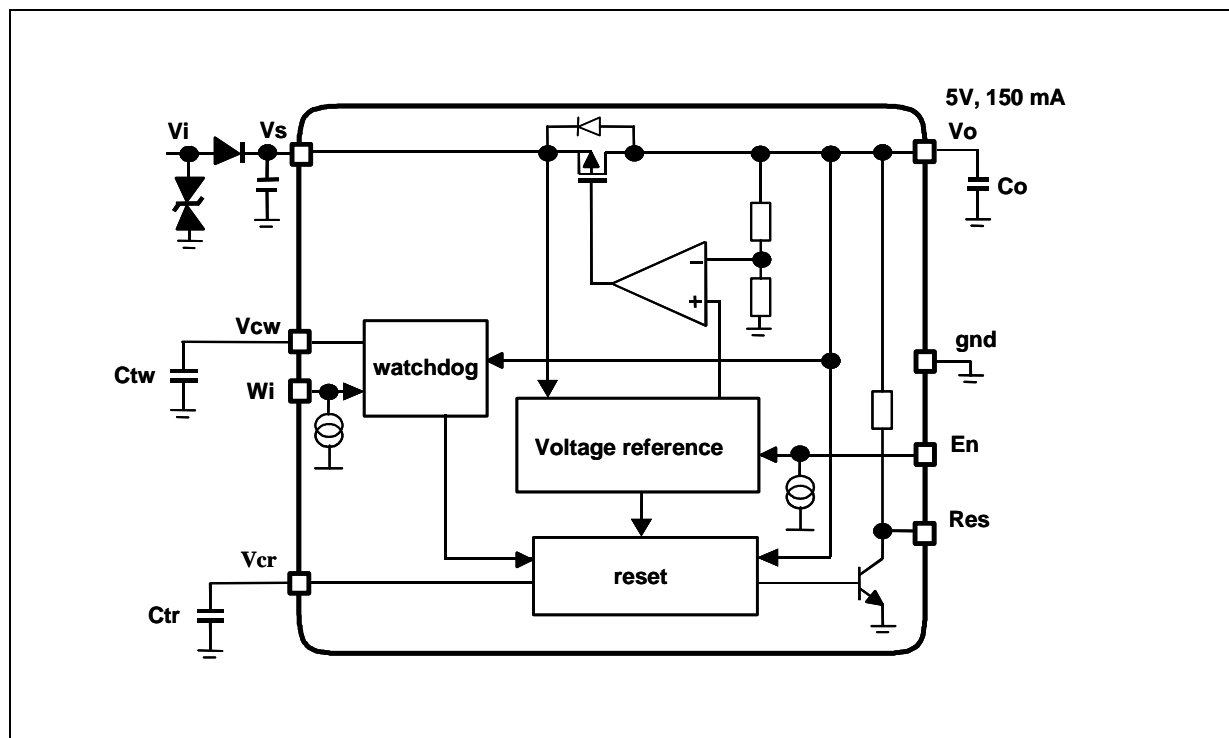 5V, 150 mA
Vi
Vs
Vo
Co
−
+
Vcw
watchdog
gnd
Ctw
Wi
Voltage reference
En
Res
Vcr
reset
Ctr